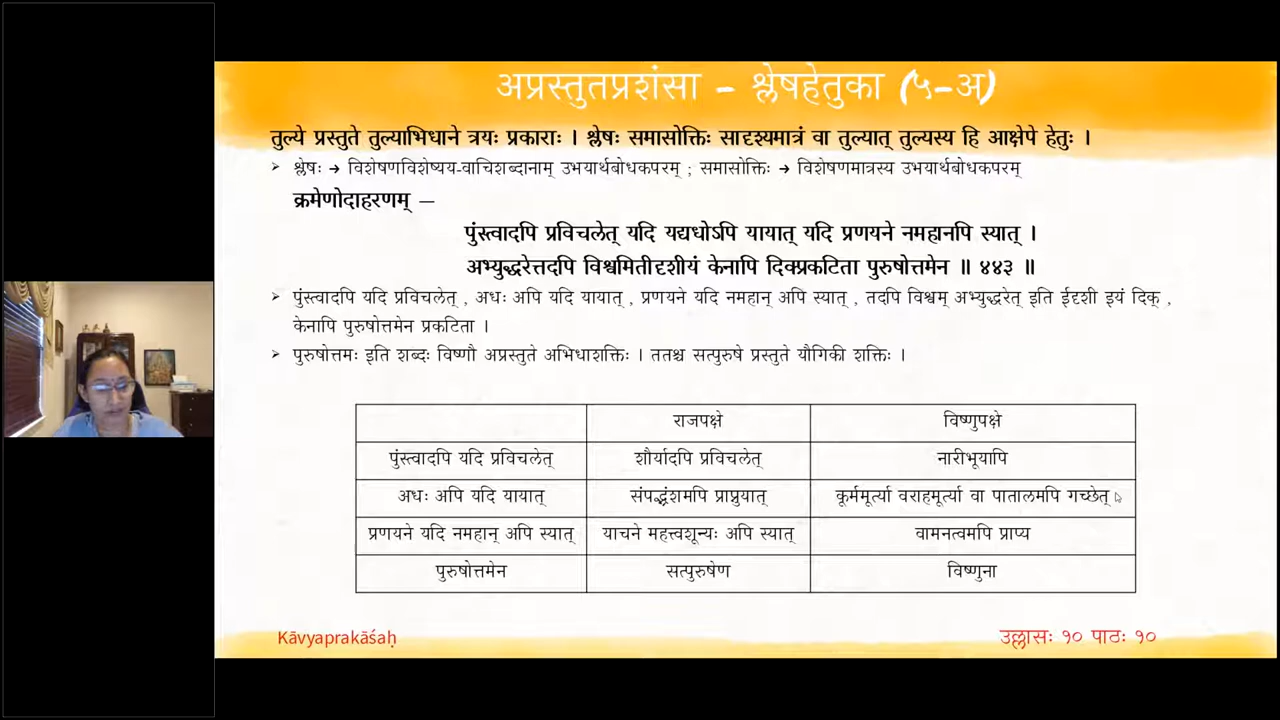 अप्रस्तुतप्रशंसा - श्लेषहेतुका (५-अ)
तुल्ये प्रस्तुते तुल्याभिधाने त्रयः प्रकाराः । श्लेषः समासोक्तिः सादृश्यमात्रं वा तुल्यात् तुल्यस्य हि आक्षेपे हेतुः ।
➢ श्लेषः → विशेषणविशेष्यय-वाचिशब्दानाम् उभयार्थबोधकपरम् ; समासोक्तिः → विशेषणमात्रस्य उभयार्थबोधकपरम्
क्रमेणोदाहरणम् —
पुंस्त्वादपि प्रविचलेत् यदि यद्यधोऽपि यायात् यदि प्रणयने नमहानपि स्यात् ।
अभ्युद्धरेत्तदपि विश्वमितीदृशीयं केनापि दिक्प्रकटिता पुरुषोत्तमेन ॥ ४४३ ॥
➢ पुंस्त्वादपि यदि प्रविचलेत् , अधः अपि यदि यायात् , प्रणयने यदि नमहान् अपि स्यात् , तदपि विश्वम् अभ्युद्धरेत् इति ईदृशी इयं दिक् ,
केनापि पुरुषोत्तमेन प्रकटिता ।
➢ पुरुषोत्तमः इति शब्दः विष्णौ अप्रस्तुते अभिधाशक्तिः । ततश्च सत्पुरुषे प्रस्तुते यौगिकी शक्तिः ।
राजपक्षे विष्णुपक्षे
पुंस्त्वादपि यदि प्रविचलेत् शौर्यादपि प्रविचलेत् नारीभूयापि
अधः अपि यदि यायात् संपद्भ्रंशमपि प्राप्नुयात् कूर्ममूर्त्या वराहमूर्त्या वा पातालमपि गच्छेत्
प्रणयने यदि नमहान् अपि स्यात् याचने महत्त्वशून्यः अपि स्यात् वामनत्वमपि प्राप्य
पुरुषोत्तमेन सत्पुरुषेण विष्णुना
Kāvyaprakāśaḥ उल्लासः १० पाठः १०